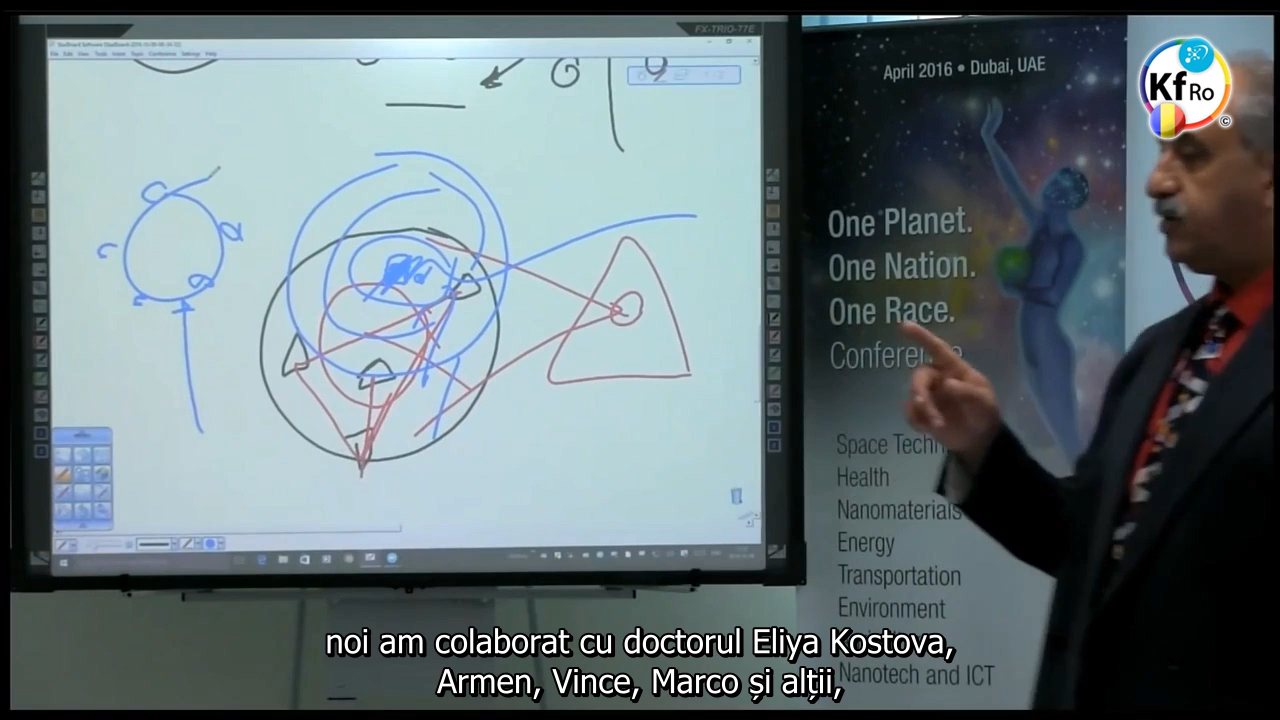 FX-TRIO-77E
April 2016 • Dubai, UAE
Kf Ro
©
One Planet.
One Nation.
One Race.
Conference
Space Techn
Health
Nanomaterials
Energy
Transportation
Environment
Nanotech and ICT
noi am colaborat cu doctorul Eliya Kostova,
Armen, Vince, Marco și alții,